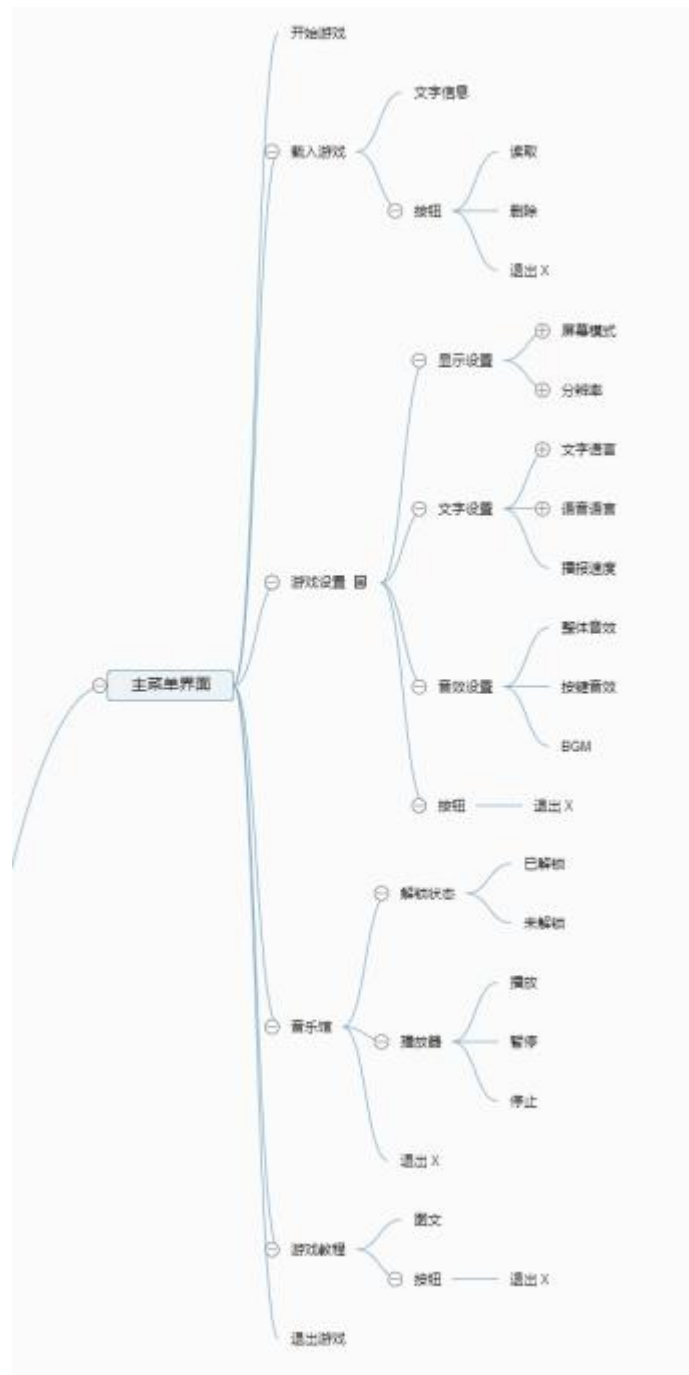 开始游戏
文字信息
载入游戏
读取
按钮
删除
退出 X
屏幕模式
显示设置
分辨率
文字语言
文字设置
语音语言
播报速度
游戏设置
整体音效
主菜单界面
音效设置
按键音效
BGM
按钮
退出 X
已解锁
解锁状态
未解锁
播放
音乐馆
播放器
暂停
停止
退出 X
图文
游戏教程
按钮
退出 X
退出游戏